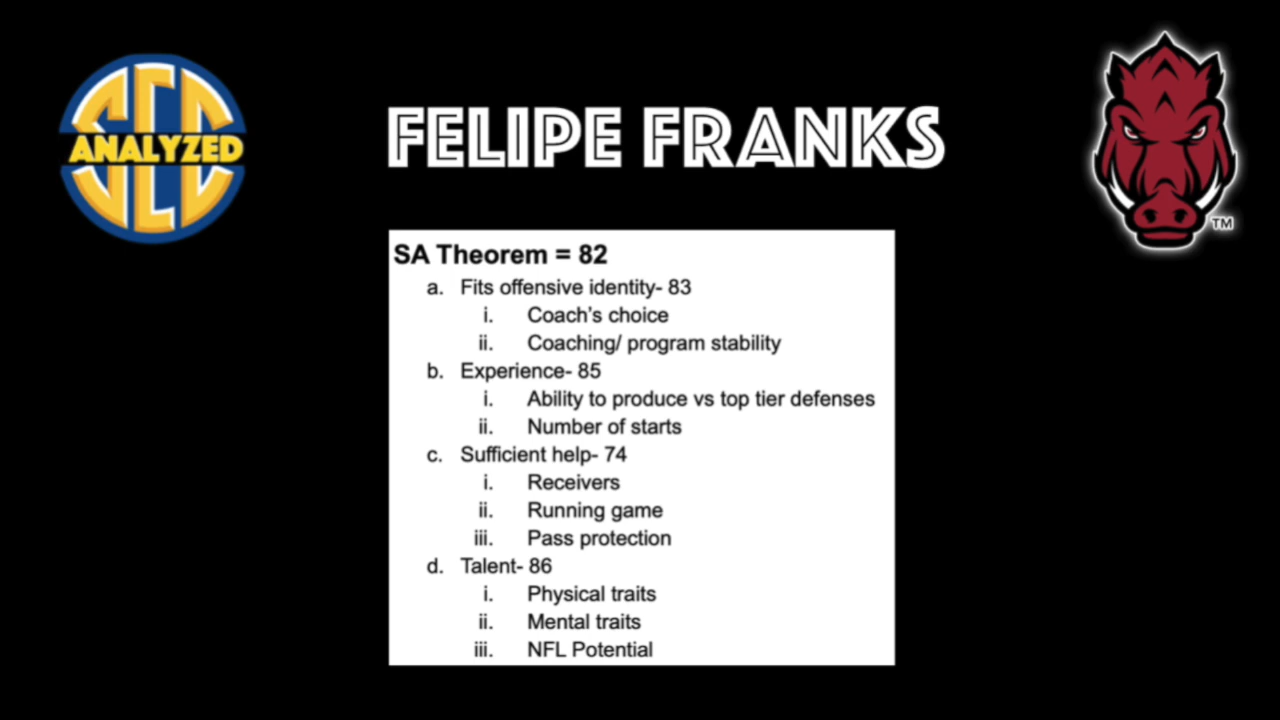 SEC
ANALYZED
FELIPE FRANKS
TM
SA Theorem = 82
a. Fits offensive identity- 83
i. Coach's choice
ii. Coaching/ program stability
b. Experience- 85
i. Ability to produce vs top tier defenses
ii. Number of starts
c. Sufficient help- 74
i. Receivers
ii. Running game
iii. Pass protection
d. Talent- 86
i. Physical traits
ii. Mental traits
iii. NFL Potential